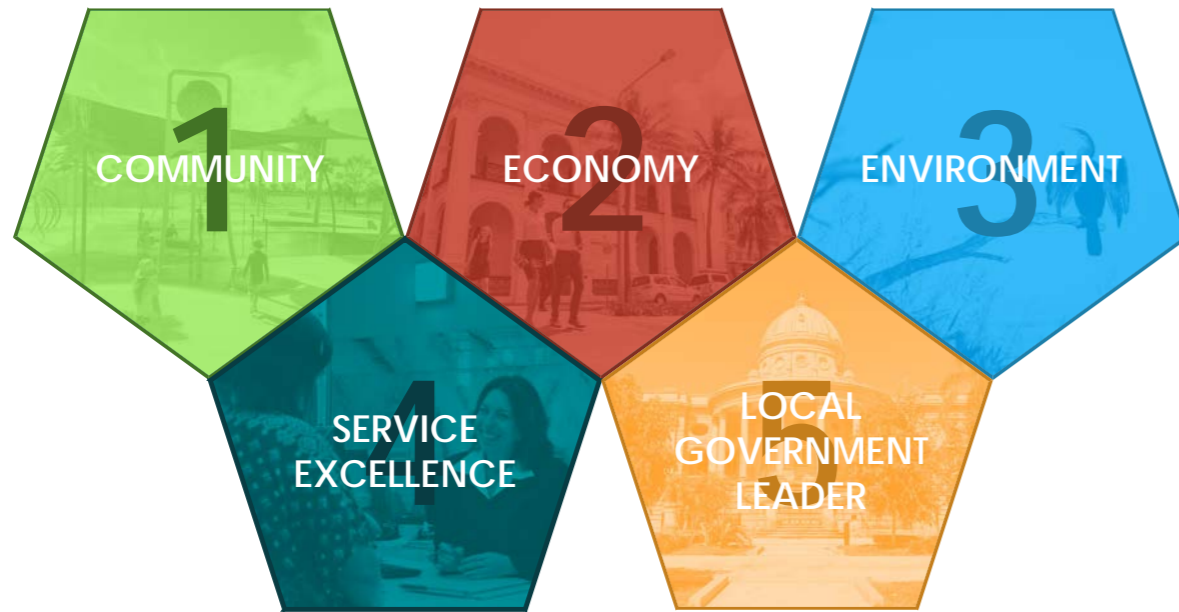 1
COMMUNITY
2
ECONOMY
3
ENVIRONMENT
4
SERVICE
EXCELLENCE
5
LOCAL
GOVERNMENT
LEADER